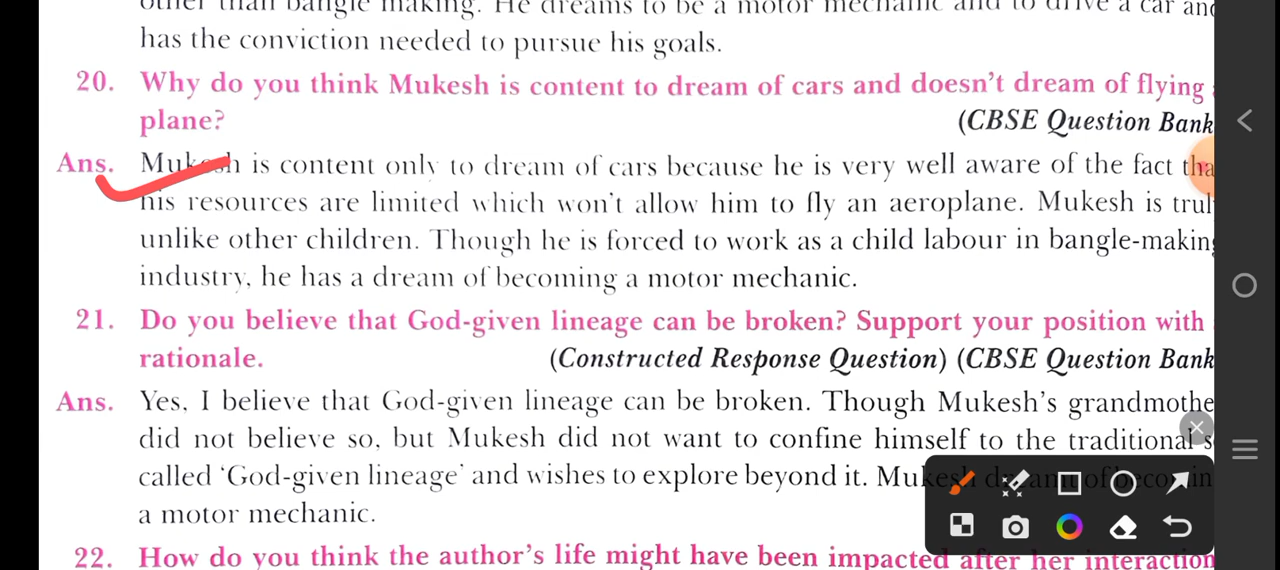 other than bangle making. He dreams to be a motor mechanic and to drive a car and
has the conviction needed to pursue his goals.
20. Why do you think Mukesh is content to dream of cars and doesn't dream of flying
plane?
(CBSE Question Bank
Ans. Mukesh is content only to dream of cars because he is very well aware of the fact tha
his resources are limited which won't allow him to fly an aeroplane. Mukesh is trul
unlike other children. Though he is forced to work as a child labour in bangle-making
industry, he has a dream of becoming a motor mechanic.
21. Do you believe that God-given lineage can be broken? Support your position with
rationale.
(Constructed Response Question) (CBSE Question Bank
Ans. Yes, I believe that God-given lineage can be broken. Though Mukesh's grandmothe
did not believe so, but Mukesh did not want to confine himself to the traditional s
called 'God-given lineage' and wishes to explore beyond it. Mukesh dreamt of becomin
a motor mechanic.
22. How do you think the author's life might have been impacted after her interaction